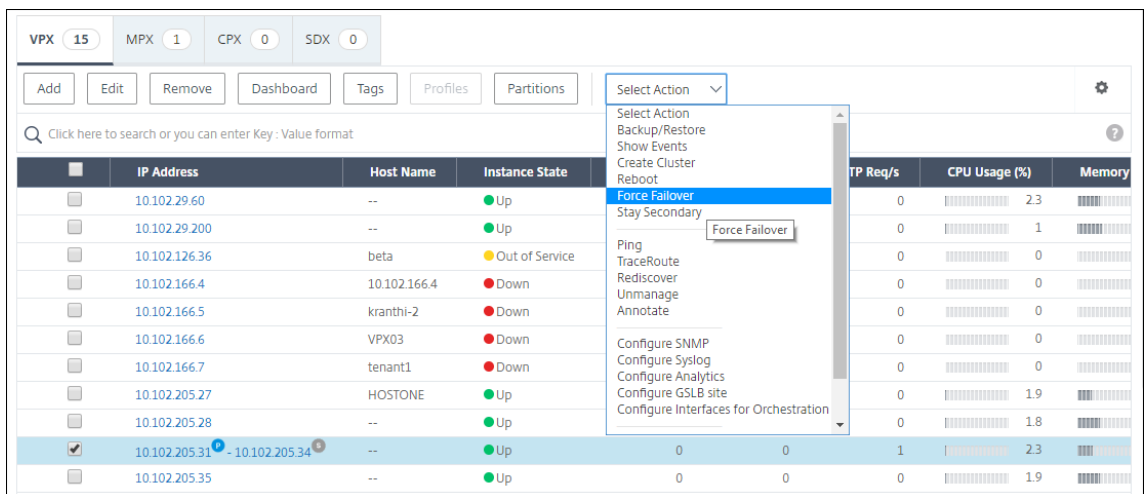 VPX 15 MPX 1 CPX 0 SDX 0
Add Edit Remove Dashboard Tags Profiles Partitions Select Action
Click here to search or you can enter Key : Value format ?
IP Address Host Name Instance State TP Req/s CPU Usage (%) Memory
Select Action
Backup/Restore
Show Events
Create Cluster
Reboot
Force Failover
Stay Secondary
Force Failover
Ping
TraceRoute
Rediscover
Unmanage
Annotate
Configure SNMP
Configure Syslog
Configure Analytics
Configure GSLB site
Configure Interfaces for Orchestration
10.102.29.60 -- Up 0 2.3
10.102.29.200 -- Up 0 1
10.102.126.36 beta Out of Service 0 0
10.102.166.4 10.102.166.4 Down 0 0
10.102.166.5 kranthi-2 Down 0 0
10.102.166.6 VPX03 Down 0 0
10.102.166.7 tenant1 Down 0 0
10.102.205.27 HOSTONE Up 0 1.9
10.102.205.28 -- Up 0 1.8
10.102.205.31 P - 10.102.205.34 S -- Up 0 0 1 2.3
10.102.205.35 -- Up 0 0 0 1.9